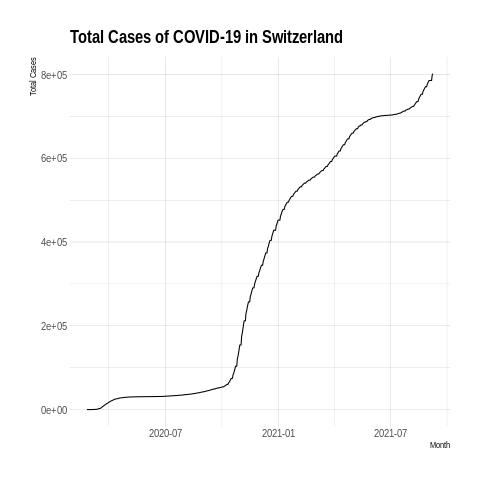 Total Cases of COVID-19 in Switzerland
Total Cases
8e+05
6e+05
4e+05
2e+05
0e+00
2020-07
2021-01
2021-07
Month